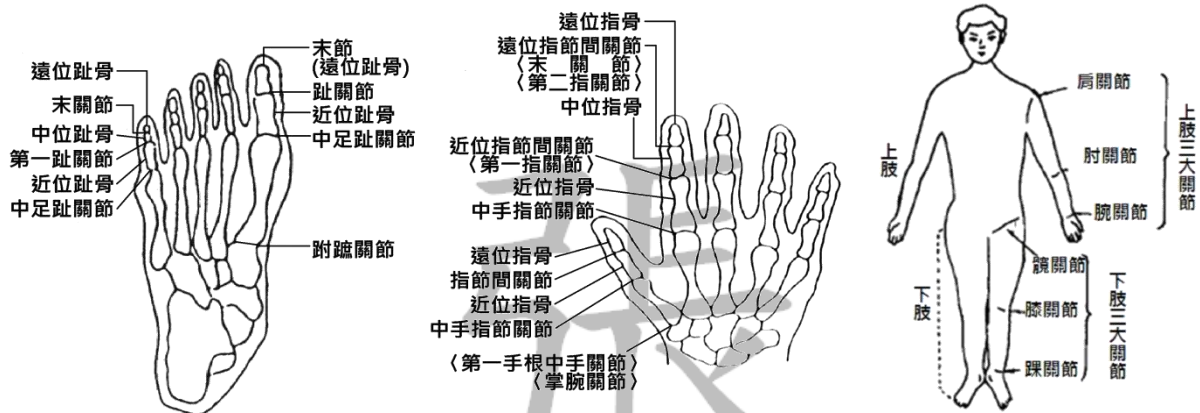 遠位趾骨
末關節
中位趾骨
第一趾關節
近位趾骨
中足趾關節
末節
(遠位趾骨)
趾關節
近位趾骨
中足趾關節
跗蹠關節
遠位指骨
遠位指節間關節
〈末關節〉
〈第二指關節〉
中位指骨
近位指節間關節
〈第一指關節〉
近位指骨
中手指節關節
遠位指骨
指節間關節
近位指骨
中手指節關節
〈第一手根中手關節〉
〈掌腕關節〉
上肢
肩關節
肘關節
腕關節
上肢三大關節
下肢
髖關節
膝關節
踝關節
下肢三大關節